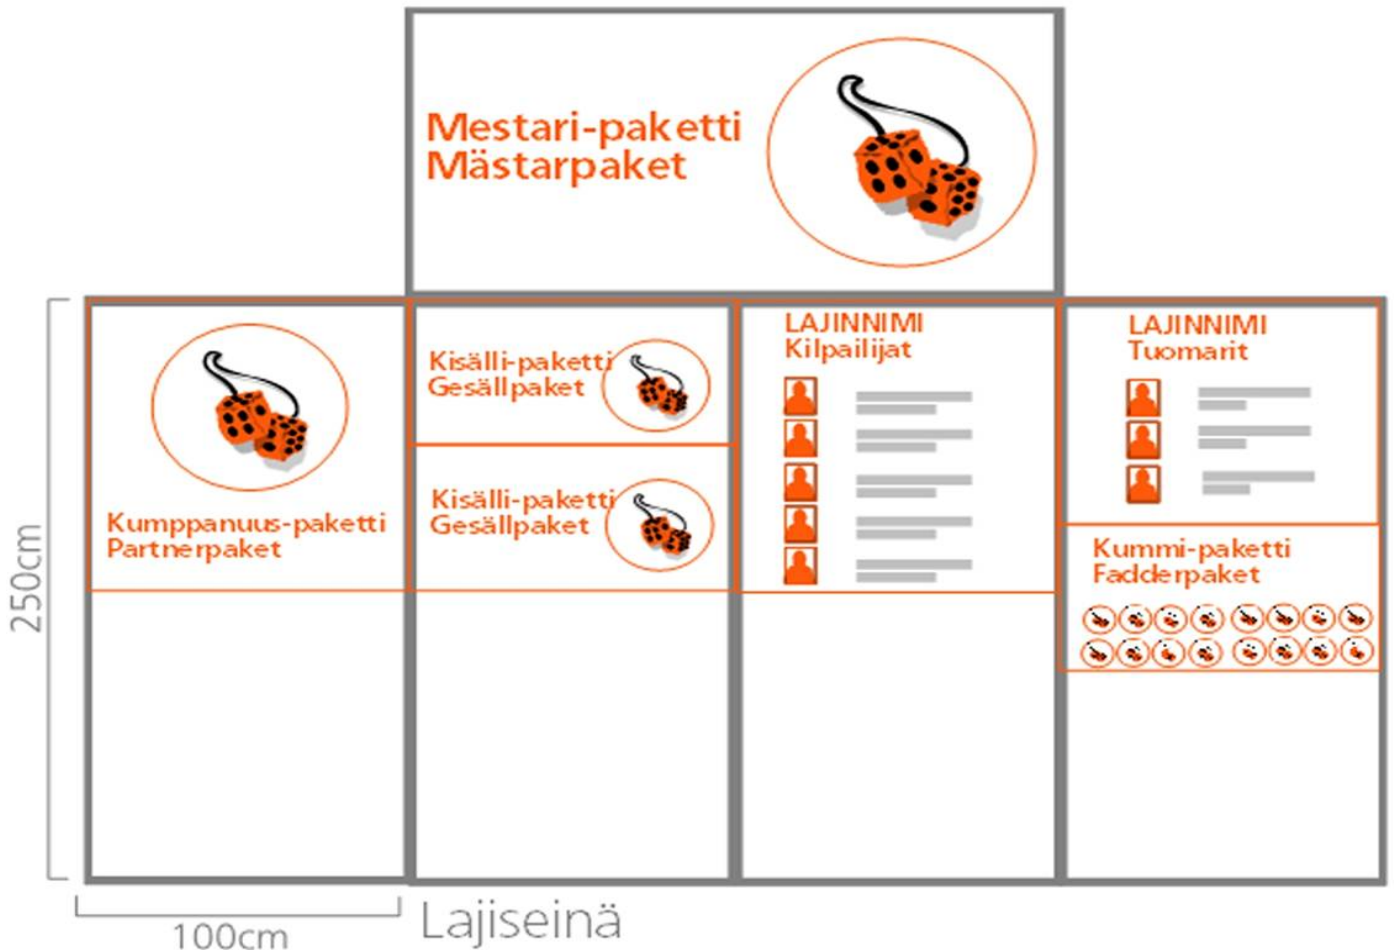 Mestari-paketti
Mästarpaket
Kumppanuus-paketti
Partnerpaket
Kisälli-paketti
Gesällpaket
Kisälli-paketti
Gesällpaket
LAJINNIMI
Kilpailijat
LAJINNIMI
Tuomarit
Kummi-paketti
Fadderpaket
250cm
100cm
Lajiseinä